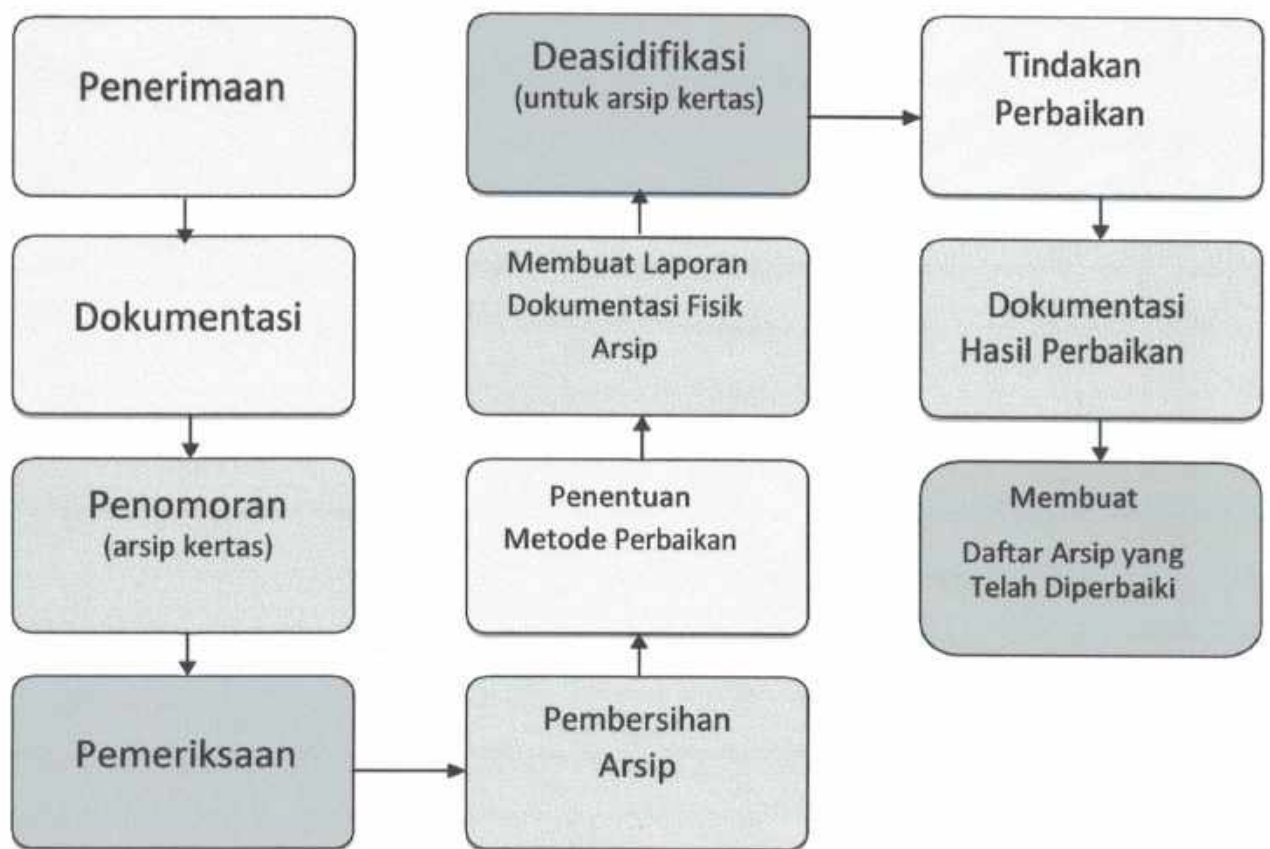 Penerimaan
Dokumentasi
Penomoran
(arsip kertas)
Pemeriksaan
Pembersihan
Arsip
Penentuan
Metode Perbaikan
Membuat Laporan
Dokumentasi Fisik
Arsip
Deasidifikasi
(untuk arsip kertas)
Tindakan
Perbaikan
Dokumentasi
Hasil Perbaikan
Membuat
Daftar Arsip yang
Telah Diperbaiki